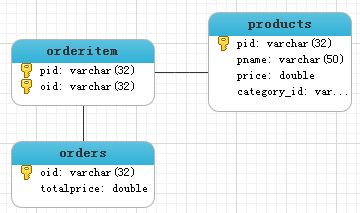 orderitem
pid: varchar(32)
oid: varchar(32)
products
pid: varchar(32)
pname: varchar(50)
price: double
category_id: var...
orders
oid: varchar(32)
totalprice: double